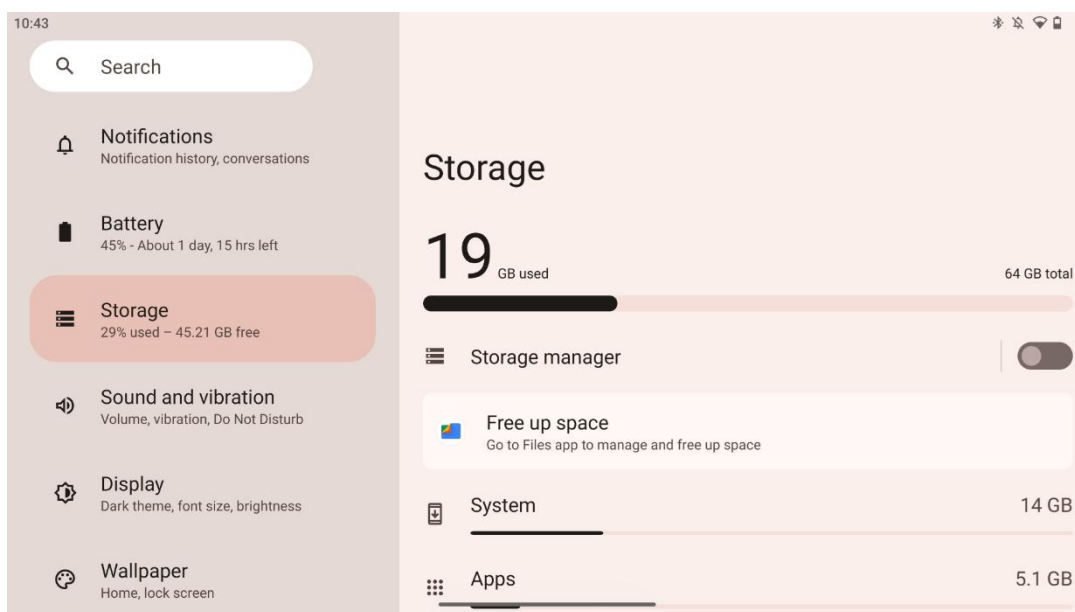 10:43
Search
Notifications
Notification history, conversations
Battery
45% - About 1 day, 15 hrs left
Storage
29% used – 45.21 GB free
Sound and vibration
Volume, vibration, Do Not Disturb
Display
Dark theme, font size, brightness
Wallpaper
Home, lock screen
Storage
19 GB used
64 GB total
Storage manager
Free up space
Go to Files app to manage and free up space
System
14 GB
Apps
5.1 GB